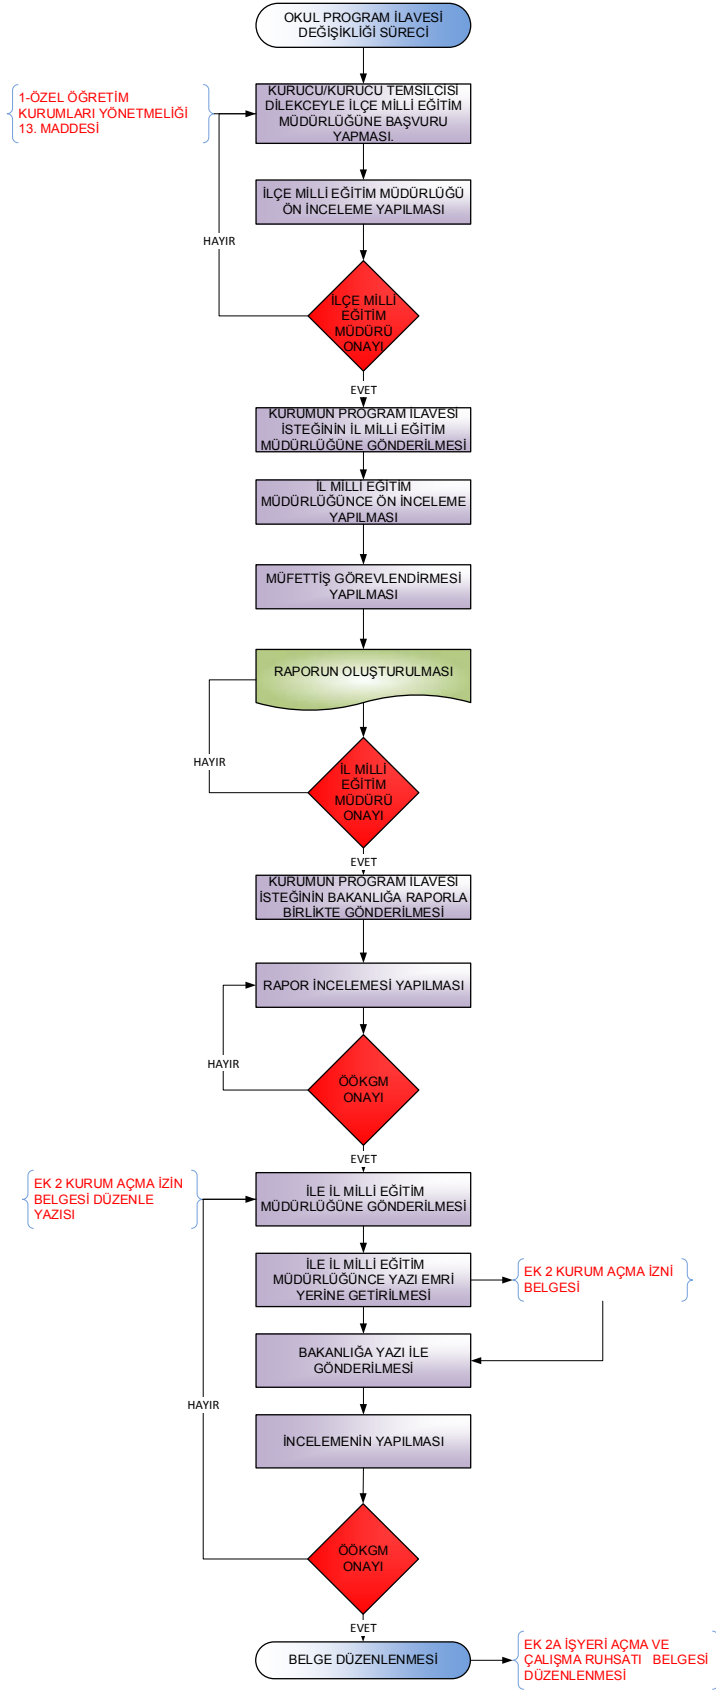 OKUL PROGRAM İLAVESİ
DEĞİŞİKLİĞİ SÜRECİ
1-ÖZEL ÖĞRETİM
KURUMLARI YÖNETMELİĞİ
13. MADDESİ
KURUCU/KURUCU TEMSİLCİSİ
DİLEKCEYLE İLÇE MİLLİ EĞİTİM
MÜDÜRLÜĞÜNE BAŞVURU
YAPMASI.
İLÇE MİLLİ EĞİTİM MÜDÜRLÜĞÜ
ÖN İNCELEME YAPILMASI
HAYIR
İLÇE MİLLİ
EĞİTİM
MÜDÜRÜ
ONAYI
EVET
KURUMUN PROGRAM İLAVESİ
İSTEĞİNİN İL MİLLİ EĞİTİM
MÜDÜRLÜĞÜNE GÖNDERİLMESİ
İL MİLLİ EĞİTİM
MÜDÜRLÜĞÜNCE ÖN İNCELEME
YAPILMASI
MÜFETTİŞ GÖREVLENDİRMESİ
YAPILMASI
RAPORUN OLUŞTURULMASI
HAYIR
İL MİLLİ
EĞİTİM
MÜDÜRÜ
ONAYI
EVET
KURUMUN PROGRAM İLAVESİ
İSTEĞİNİN BAKANLIĞA RAPORLA
BİRLİKTE GÖNDERİLMESİ
RAPOR İNCELEMESİ YAPILMASI
HAYIR
ÖÖKGM
ONAYI
EVET
EK 2 KURUM AÇMA İZİN
BELGESİ DÜZENLE
YAZISI
İLE İL MİLLİ EĞİTİM
MÜDÜRLÜĞÜNE GÖNDERİLMESİ
İLE İL MİLLİ EĞİTİM
MÜDÜRLÜĞÜNCE YAZI EMRİ
YERİNE GETİRİLMESİ
EK 2 KURUM AÇMA İZNİ
BELGESİ
BAKANLIĞA YAZI İLE
GÖNDERİLMESİ
HAYIR
İNCELEMENİN YAPILMASI
ÖÖKGM
ONAYI
EVET
BELGE DÜZENLENMESİ
EK 2A İŞYERİ AÇMA VE
ÇALIŞMA RUHSATI BELGESİ
DÜZENLENMESİ